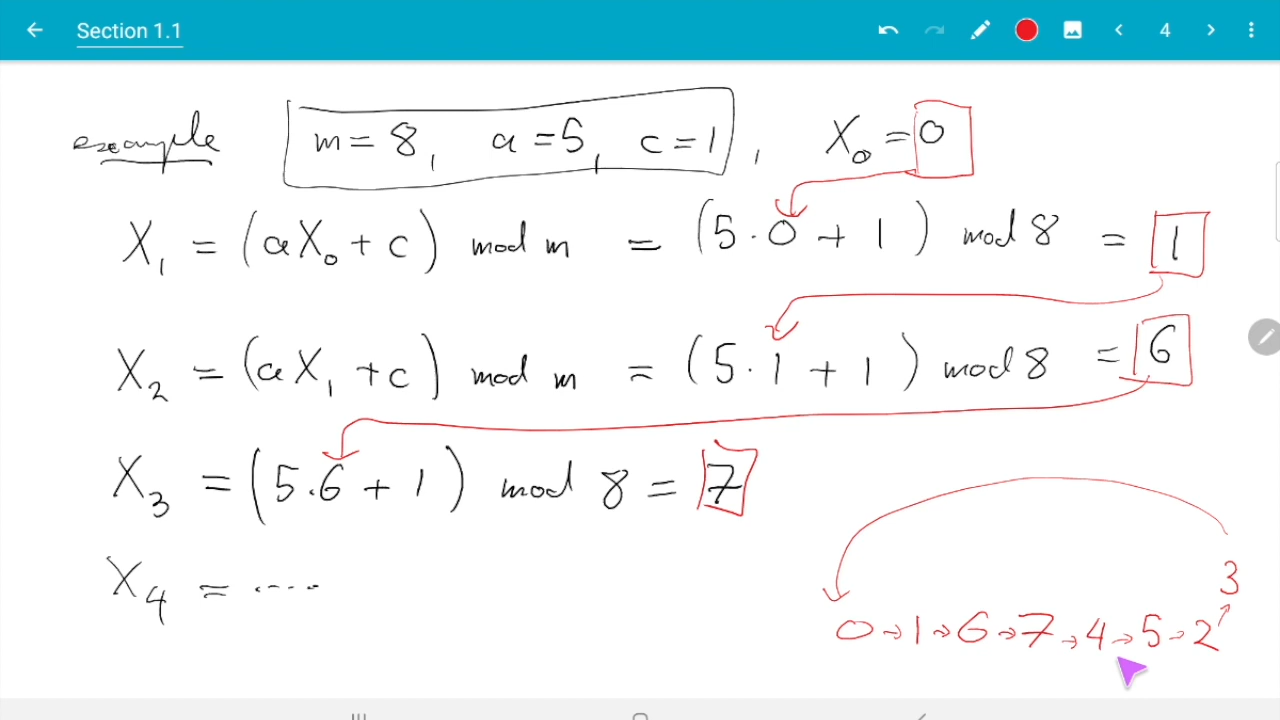 Section 1.1
4
example m = 8, a = 5, c = 1, X₀ = 0
X₁ = (aX₀ + c) mod m = (5·0 + 1) mod 8 = 1
X₂ = (aX₁ + c) mod m = (5·1 + 1) mod 8 = 6
X₃ = (5·6 + 1) mod 8 = 7
X₄ = ....
3
0 → 1 → 6 → 7 → 4 → 5 → 2